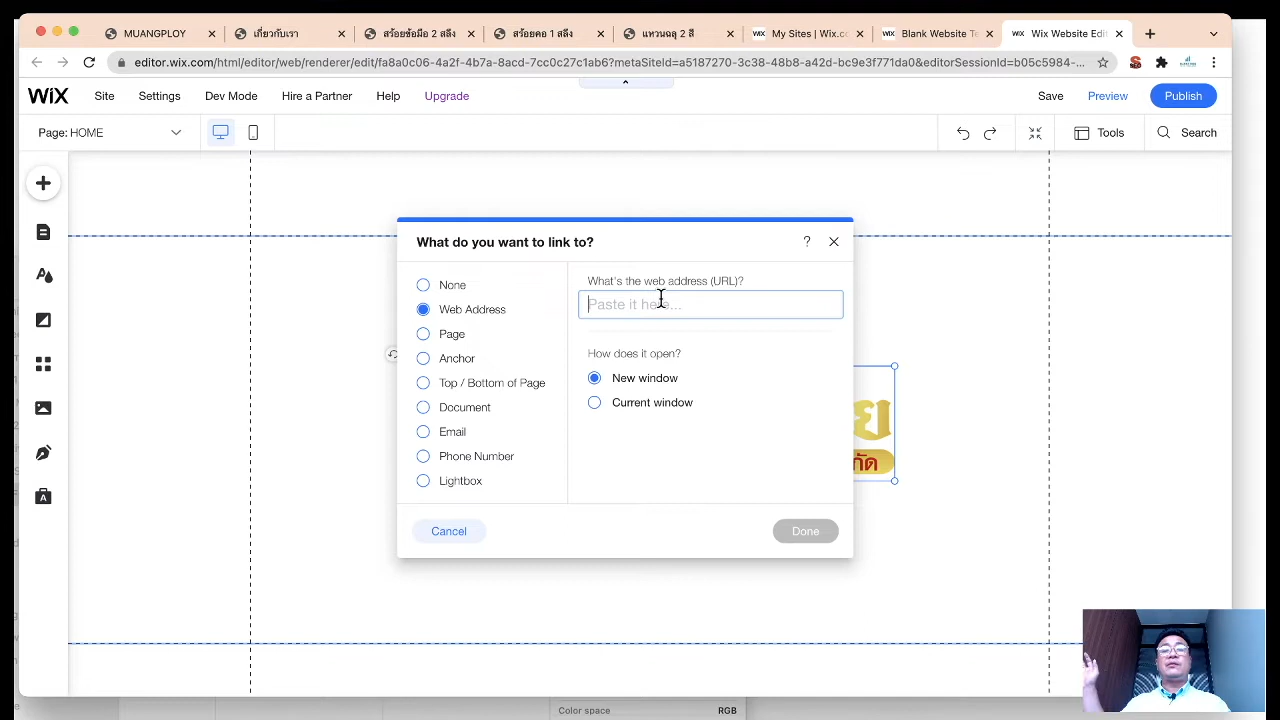 MUANGPLOY
เกี่ยวกับเรา
สร้อยข้อมือ 2 สลึง
สร้อยคอ 1 สลึง
แหวนฉลุ 2 สี
My Sites | Wix.co
Blank Website Te
Wix Website Edit
editor.wix.com/html/editor/web/renderer/edit/fa8a0c06-4a2f-4b7a-8acd-7cc0c27c1ab6?metaSiteId=a5187270-3c38-48b8-a42d-bc9e3f771da0&editorSessionId=b05c5984-...
WiX
Site
Settings
Dev Mode
Hire a Partner
Help
Upgrade
Save
Preview
Publish
Page: HOME
Tools
Search
What do you want to link to?
?
None
Web Address
Page
Anchor
Top / Bottom of Page
Document
Email
Phone Number
Lightbox
What's the web address (URL)?
Paste it here...
How does it open?
New window
Current window
Cancel
Done
ย
กัด
Color space
RGB